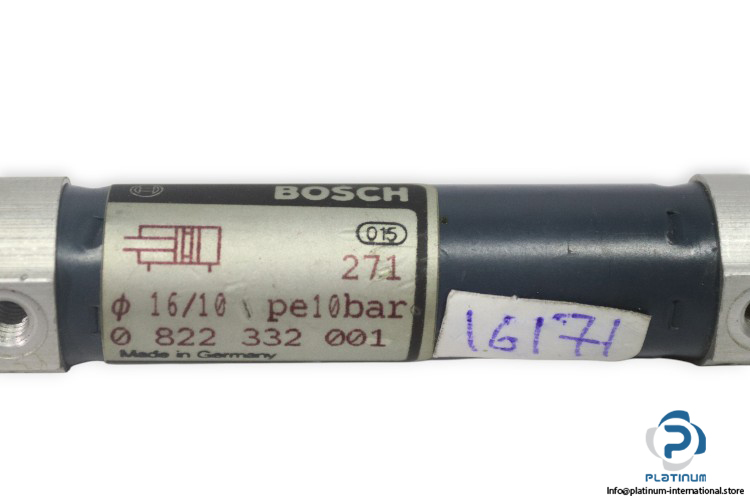 BOSCH
015
271
ϕ 16/10 pe10bar
0 822 332 001
Made in Germany
16171
PLATINUM
Info@platinum-international.store